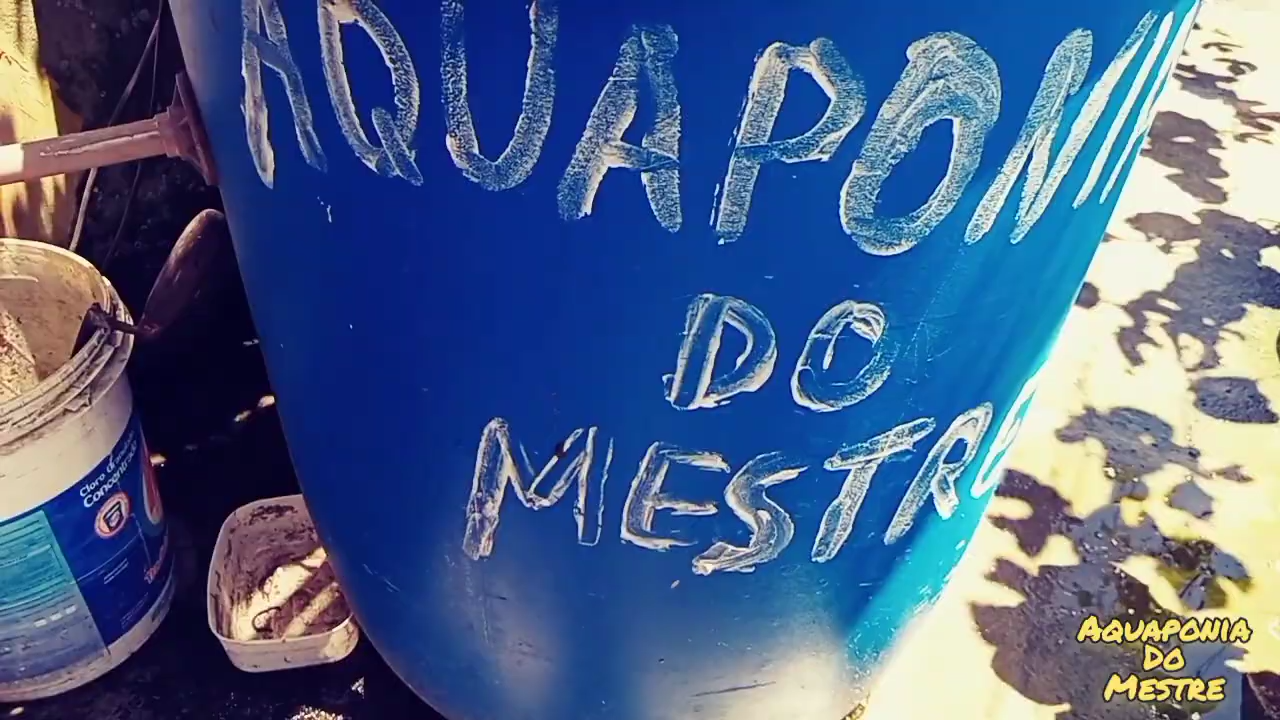 AQUAPONI
DO
MESTRE
Cloro d
Concentrado
AQUAPONIA
DO
MESTRE